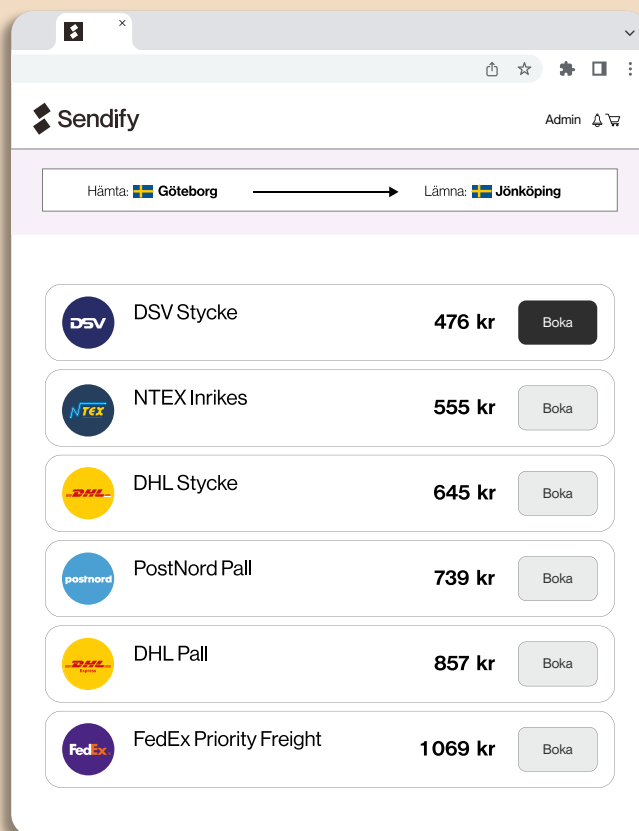 Sendify
Admin
Hämta: Göteborg Lämna: Jönköping
DSV
DSV Stycke
476 kr
Boka
NTEX
NTEX Inrikes
555 kr
Boka
DHL
DHL Stycke
645 kr
Boka
postnord
PostNord Pall
739 kr
Boka
DHL
Express
DHL Pall
857 kr
Boka
FedEx
FedEx Priority Freight
1 069 kr
Boka